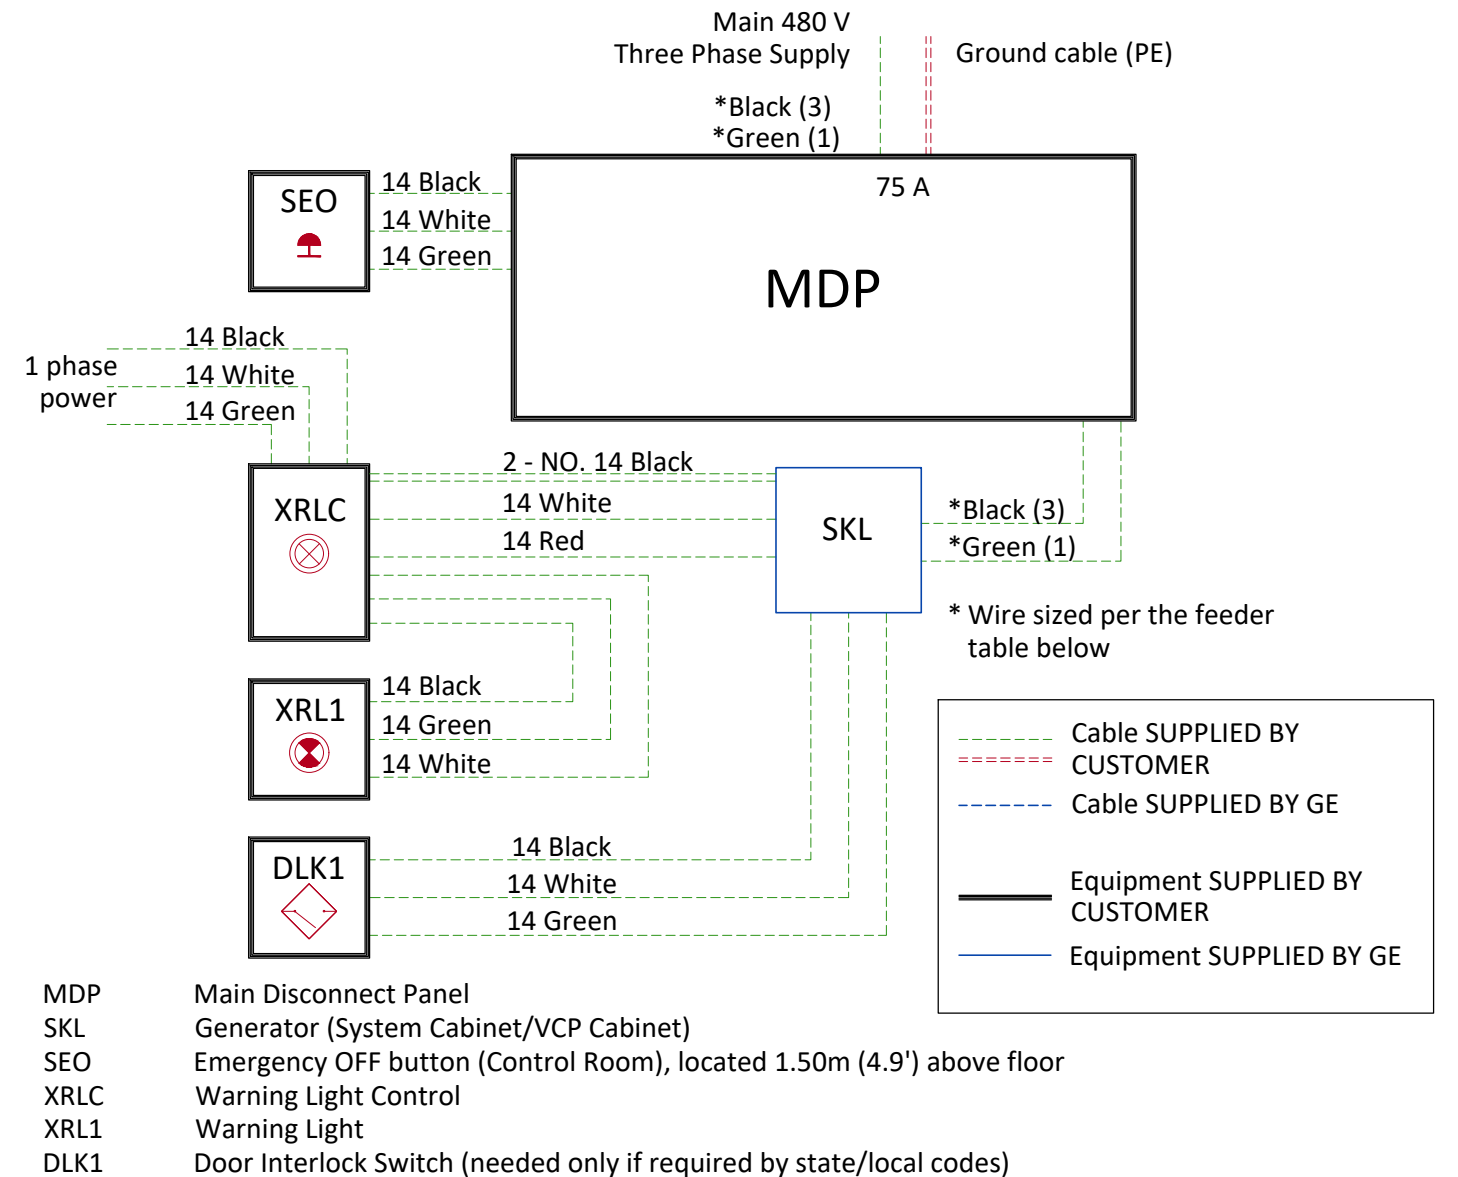 Main 480 V
Three Phase Supply
Ground cable (PE)
*Black (3)
*Green (1)
75 A
MDP
SEO
14 Black
14 White
14 Green
1 phase
power
14 Black
14 White
14 Green
XRLC
2 - NO. 14 Black
14 White
14 Red
SKL
*Black (3)
*Green (1)
* Wire sized per the feeder
table below
XRL1
14 Black
14 Green
14 White
DLK1
14 Black
14 White
14 Green
Cable SUPPLIED BY
CUSTOMER
Cable SUPPLIED BY GE
Equipment SUPPLIED BY
CUSTOMER
Equipment SUPPLIED BY GE
MDP Main Disconnect Panel
SKL Generator (System Cabinet/VCP Cabinet)
SEO Emergency OFF button (Control Room), located 1.50m (4.9') above floor
XRLC Warning Light Control
XRL1 Warning Light
DLK1 Door Interlock Switch (needed only if required by state/local codes)